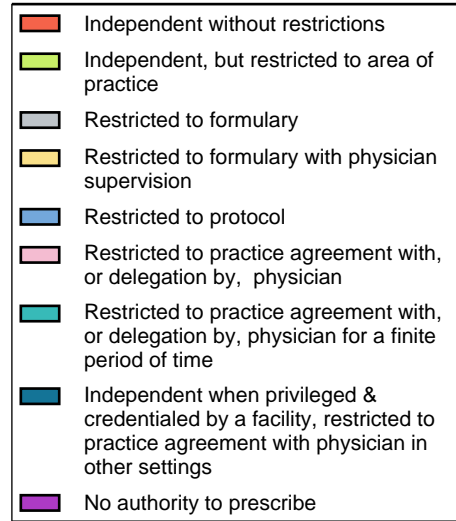 Independent without restrictions
Independent, but restricted to area of
practice
Restricted to formulary
Restricted to formulary with physician
supervision
Restricted to protocol
Restricted to practice agreement with,
or delegation by,  physician
Restricted to practice agreement with,
or delegation by, physician for a finite
period of time
Independent when privileged &
credentialed by a facility, restricted to
practice agreement with physician in
other settings
No authority to prescribe